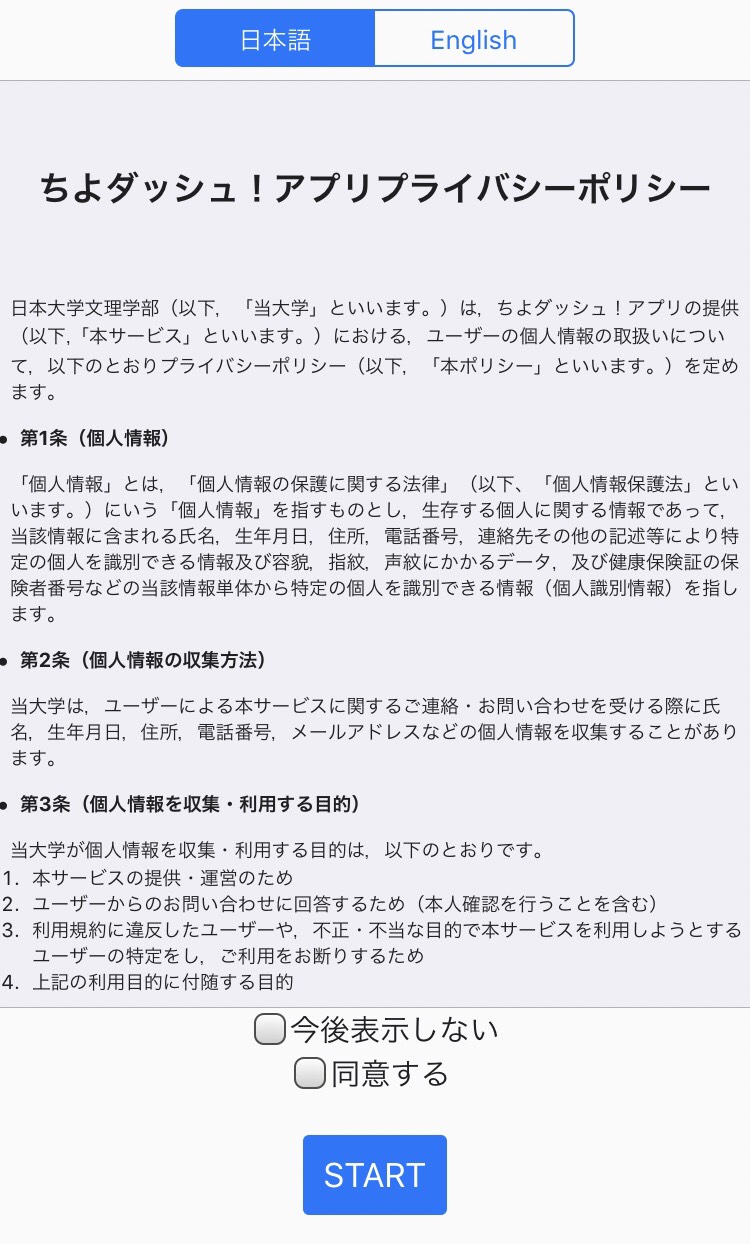 日本語 English
ちよダッシュ！アプリプライバシーポリシー
日本大学文理学部（以下，「当大学」といいます。）は，ちよダッシュ！アプリの提供
（以下,「本サービス」といいます。）における，ユーザーの個人情報の取扱いについ
て，以下のとおりプライバシーポリシー（以下，「本ポリシー」といいます。）を定め
ます。
• 第1条（個人情報）
「個人情報」とは，「個人情報の保護に関する法律」（以下、「個人情報保護法」とい
います。）にいう「個人情報」を指すものとし，生存する個人に関する情報であって，
当該情報に含まれる氏名，生年月日，住所，電話番号，連絡先その他の記述等により特
定の個人を識別できる情報及び容貌，指紋，声紋にかかるデータ，及び健康保険証の保
険者番号などの当該情報単体から特定の個人を識別できる情報（個人識別情報）を指し
ます。
• 第2条（個人情報の収集方法）
当大学は，ユーザーによる本サービスに関するご連絡・お問い合わせを受ける際に氏
名，生年月日，住所，電話番号，メールアドレスなどの個人情報を収集することがあり
ます。
• 第3条（個人情報を収集・利用する目的）
当大学が個人情報を収集・利用する目的は，以下のとおりです。
1. 本サービスの提供・運営のため
2. ユーザーからのお問い合わせに回答するため（本人確認を行うことを含む）
3. 利用規約に違反したユーザーや，不正・不当な目的で本サービスを利用しようとする
ユーザーの特定をし，ご利用をお断りするため
4. 上記の利用目的に付随する目的
今後表示しない
同意する
START